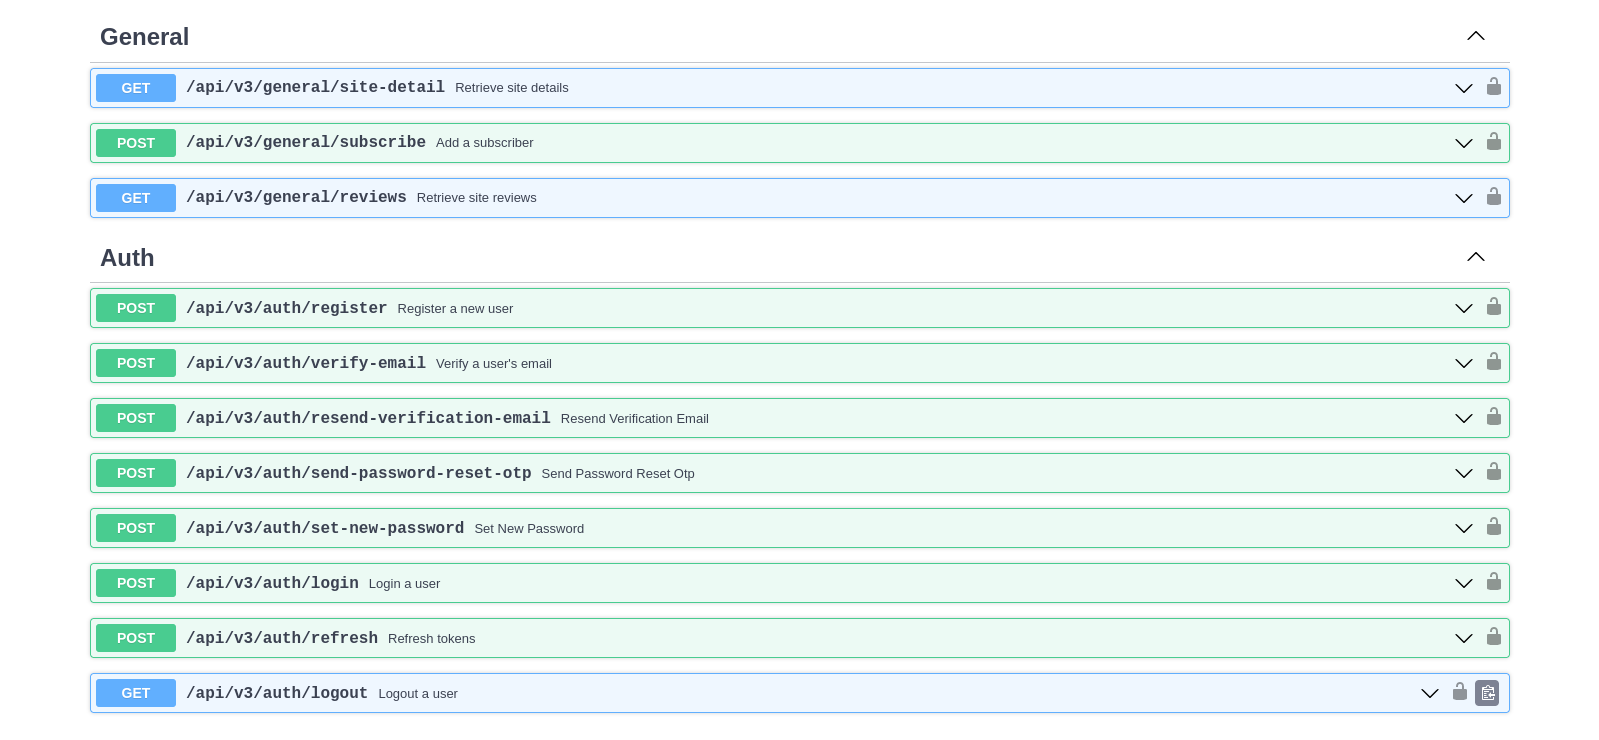 General
GET /api/v3/general/site-detail Retrieve site details
POST /api/v3/general/subscribe Add a subscriber
GET /api/v3/general/reviews Retrieve site reviews
Auth
POST /api/v3/auth/register Register a new user
POST /api/v3/auth/verify-email Verify a user's email
POST /api/v3/auth/resend-verification-email Resend Verification Email
POST /api/v3/auth/send-password-reset-otp Send Password Reset Otp
POST /api/v3/auth/set-new-password Set New Password
POST /api/v3/auth/login Login a user
POST /api/v3/auth/refresh Refresh tokens
GET /api/v3/auth/logout Logout a user